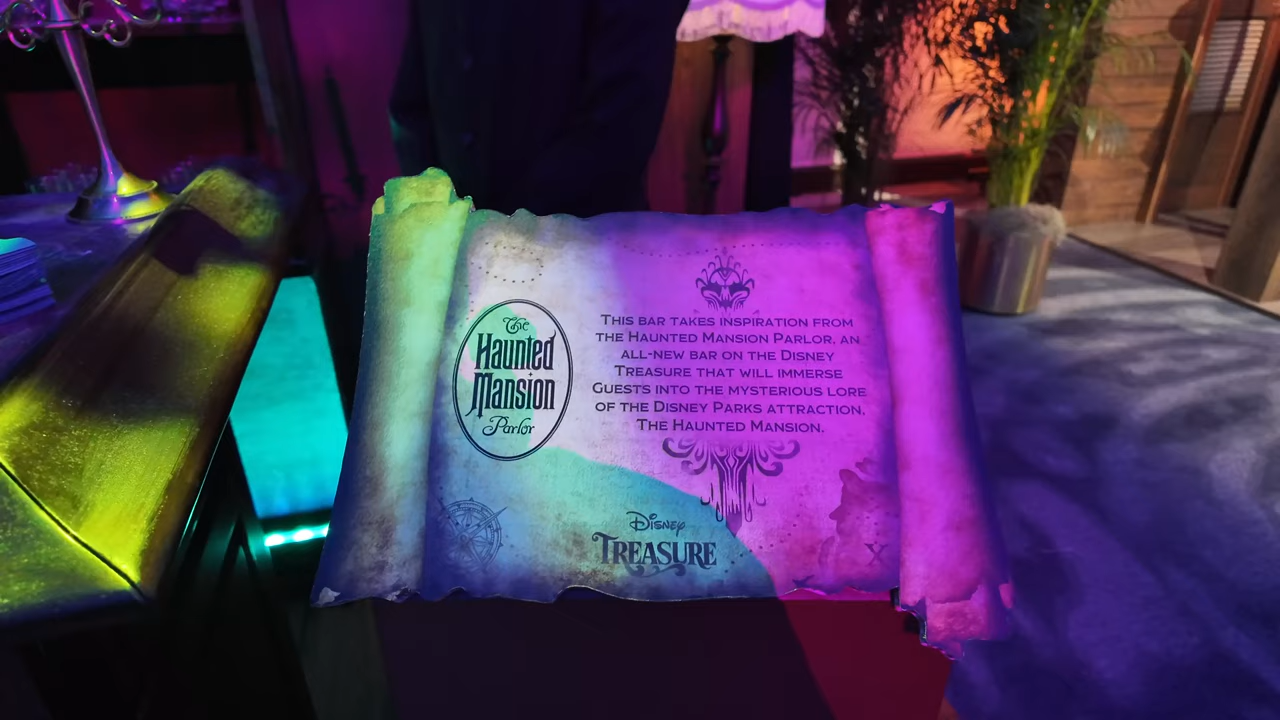 The
Haunted
Mansion
Parlor
This bar takes inspiration from
the Haunted Mansion Parlor, an
all-new bar on the Disney
Treasure that will immerse
Guests into the mysterious lore
of the Disney Parks attraction,
The Haunted Mansion.
Disney
Treasure
X